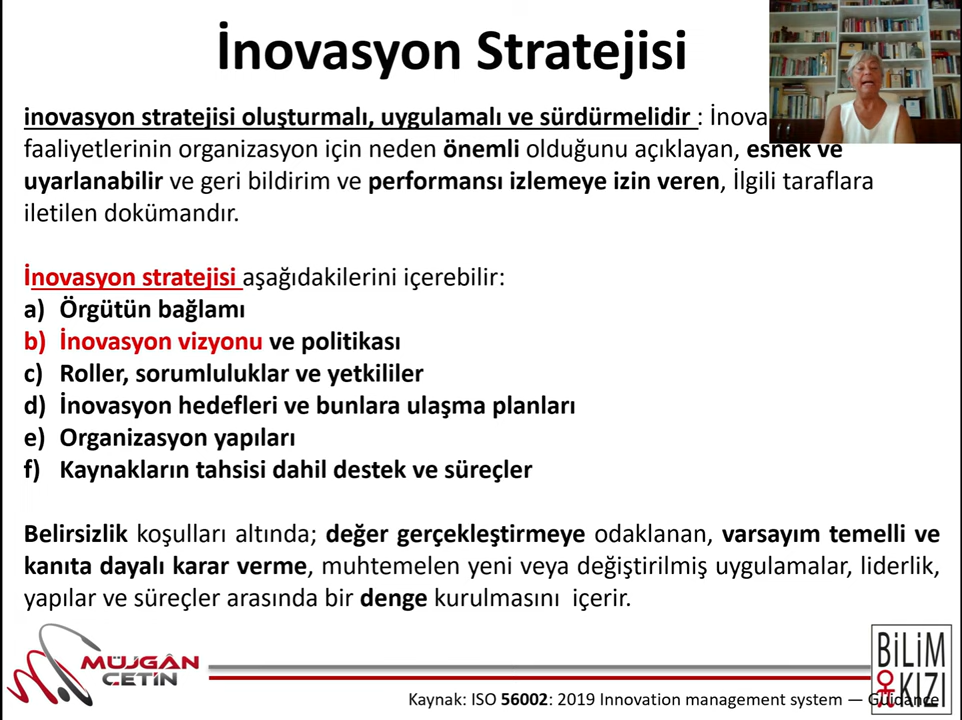 İnovasyon Stratejisi
inovasyon stratejisi oluşturmalı, uygulamalı ve sürdürmelidir : İnova
faaliyetlerinin organizasyon için neden önemli olduğunu açıklayan, esnek ve
uyarlanabilir ve geri bildirim ve performansı izlemeye izin veren, İlgili taraflara
iletilen dokümandır.
İnovasyon stratejisi aşağıdakilerini içerebilir:
a) Örgütün bağlamı
b) İnovasyon vizyonu ve politikası
c) Roller, sorumluluklar ve yetkililer
d) İnovasyon hedefleri ve bunlara ulaşma planları
e) Organizasyon yapıları
f) Kaynakların tahsisi dahil destek ve süreçler
Belirsizlik koşulları altında; değer gerçekleştirmeye odaklanan, varsayım temelli ve
kanıta dayalı karar verme, muhtemelen yeni veya değiştirilmiş uygulamalar, liderlik,
yapılar ve süreçler arasında bir denge kurulmasını içerir.
MÜJGÂN
ÇETİN
BİLİM
KIZI
Kaynak: ISO 56002: 2019 Innovation management system — Guidance